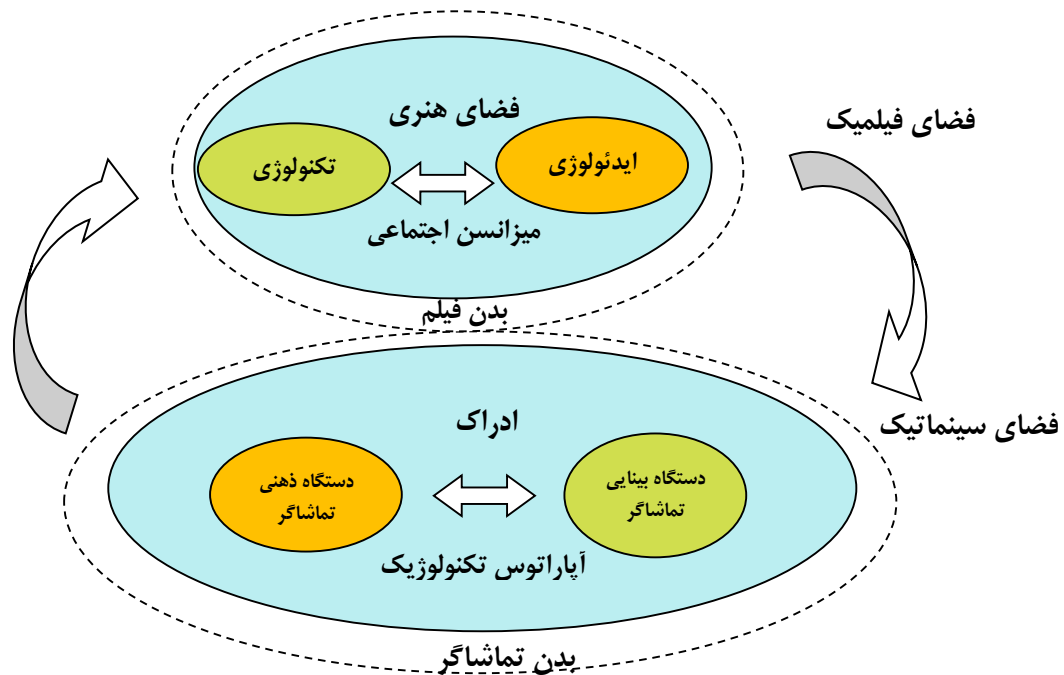 فضای هنری
فضای فیلمیک
ایدئولوژی
تکنولوژی
میزانسن اجتماعی
بدن فیلم
فضای سینماتیک
ادراک
دستگاه بینایی
تماشاگر
دستگاه ذهنی
تماشاگر
آپاراتوس تکنولوژیک
بدن تماشاگر